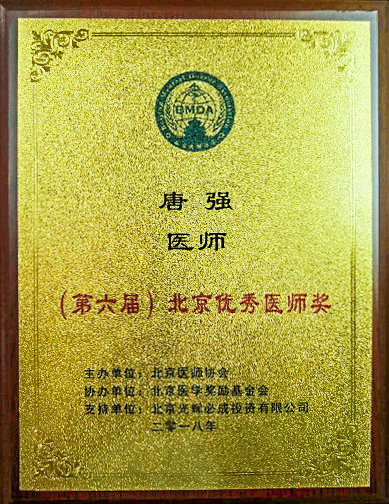 BMDA
唐强
医师
（第六届）北京优秀医师奖
主办单位：北京医师协会
协办单位：北京医学奖励基金会
支持单位：北京光辉必成投资有限公司
二零一八年